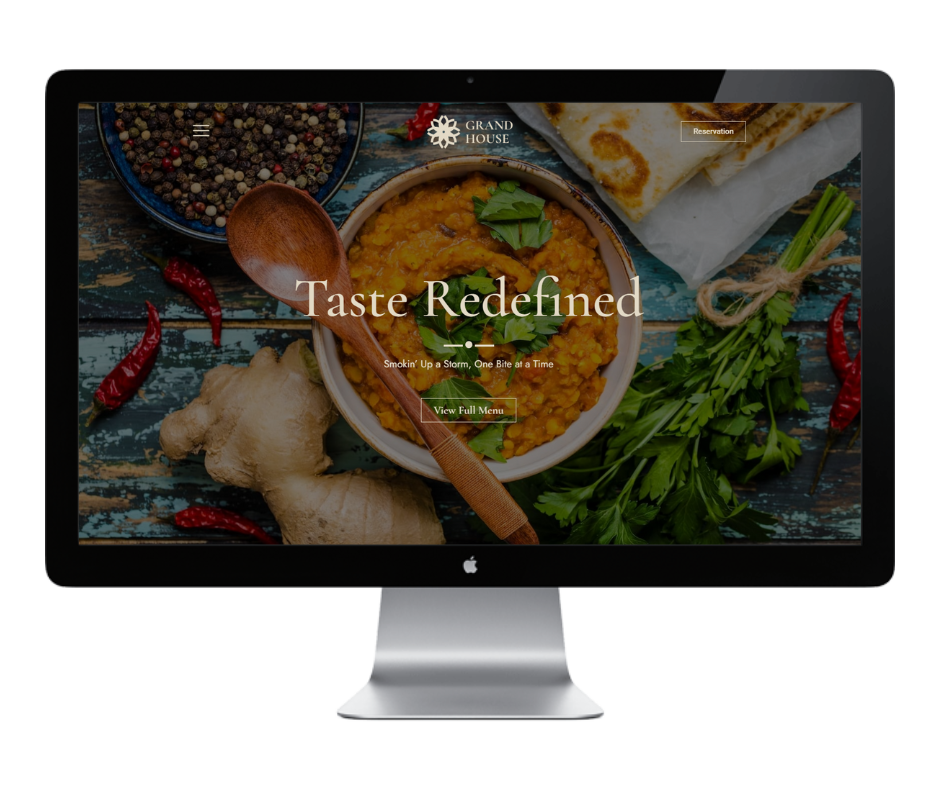 GRAND
HOUSE
Reservation
Taste Redefined
Smokin' Up a Storm, One Bite at a Time
View Full Menu